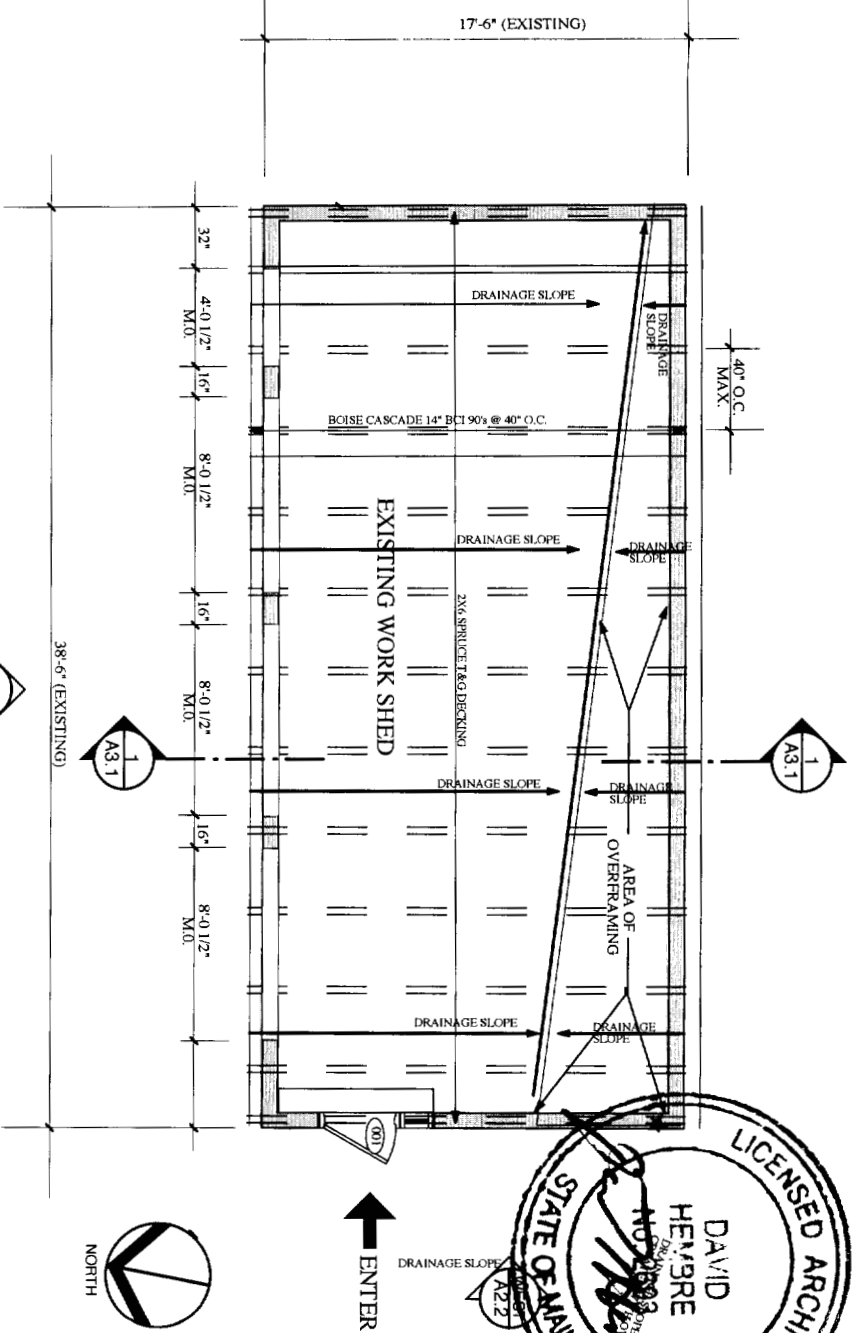 17'-6" (EXISTING)
32"
4'-0 1/2"
M.O.
16"
8'-0 1/2"
M.O.
16"
8'-0 1/2"
M.O.
16"
8'-0 1/2"
M.O.
38'-6" (EXISTING)
40" O.C.
MAX.
DRAINAGE SLOPE
DRAINAGE
SLOPE
BOISE CASCADE 14" BCI 90's @ 40" O.C.
EXISTING WORK SHED
2X6 SPRUCE T&G DECKING
DRAINAGE SLOPE
DRAINAGE
SLOPE
1
A3.1
1
A3.1
DRAINAGE SLOPE
DRAINAGE
SLOPE
AREA OF
OVERFRAMING
DRAINAGE SLOPE
DRAINAGE
SLOPE
001
ENTER
NORTH
DRAINAGE SLOPE
A2.2
LICENSED ARCH
DAVID
HEMBRE
STATE OF MAI